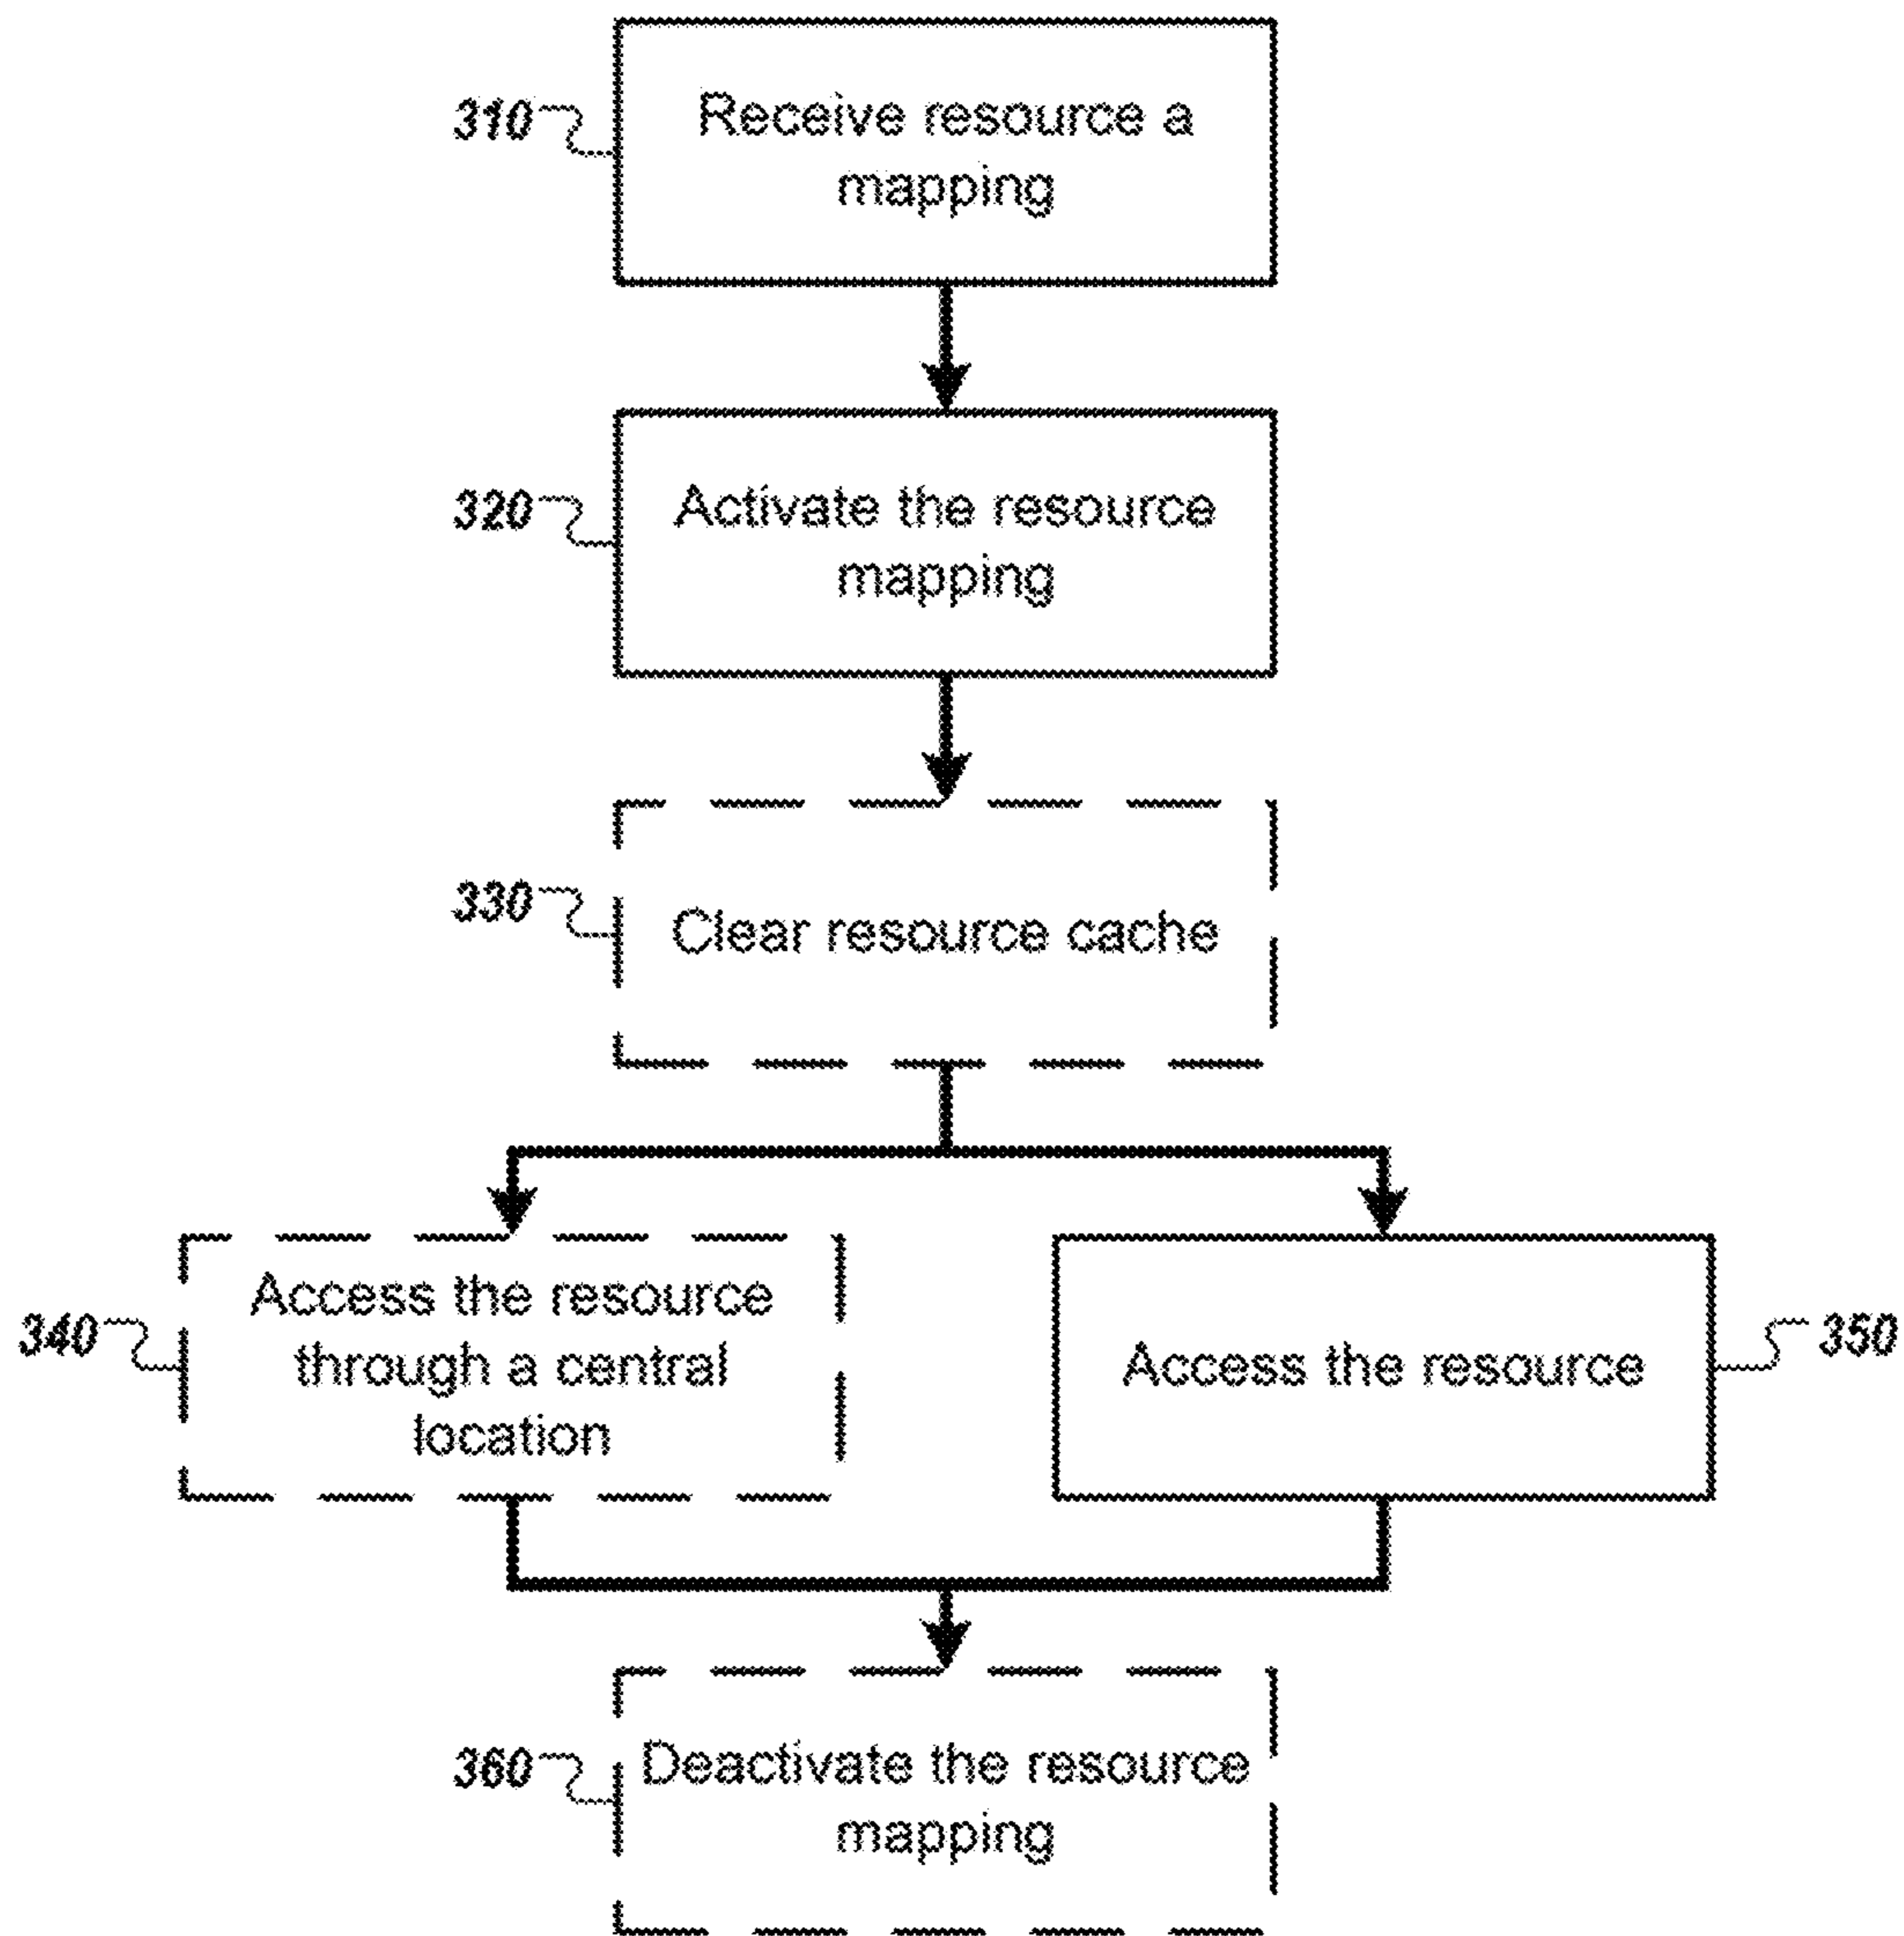 310
Receive resource a
mapping
320
Activate the resource
mapping
330
Clear resource cache
340
Access the resource
through a central
location
Access the resource
350
360
Deactivate the resource
mapping